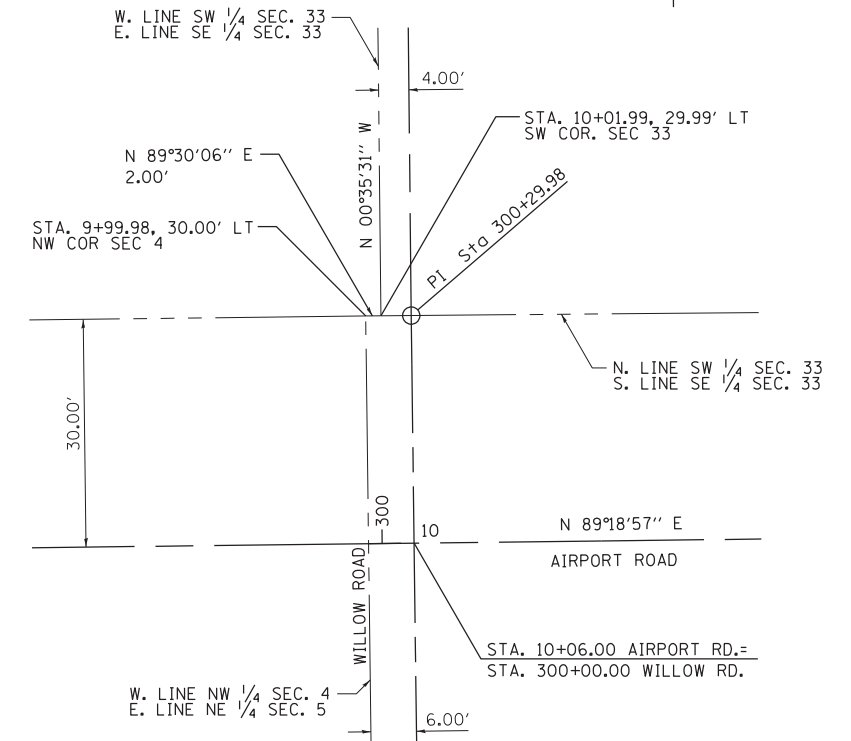 W. LINE SW 1/4 SEC. 33
E. LINE SE 1/4 SEC. 33
4.00'
STA. 10+01.99, 29.99' LT
SW COR. SEC 33
N 89°30'06'' E
2.00'
N 00°35'31'' W
PI Sta 300+29.98
STA. 9+99.98, 30.00' LT
NW COR SEC 4
N. LINE SW 1/4 SEC. 33
S. LINE SE 1/4 SEC. 33
30.00'
300
10
N 89°18'57'' E
AIRPORT ROAD
WILLOW ROAD
STA. 10+06.00 AIRPORT RD.=
STA. 300+00.00 WILLOW RD.
W. LINE NW 1/4 SEC. 4
E. LINE NE 1/4 SEC. 5
6.00'